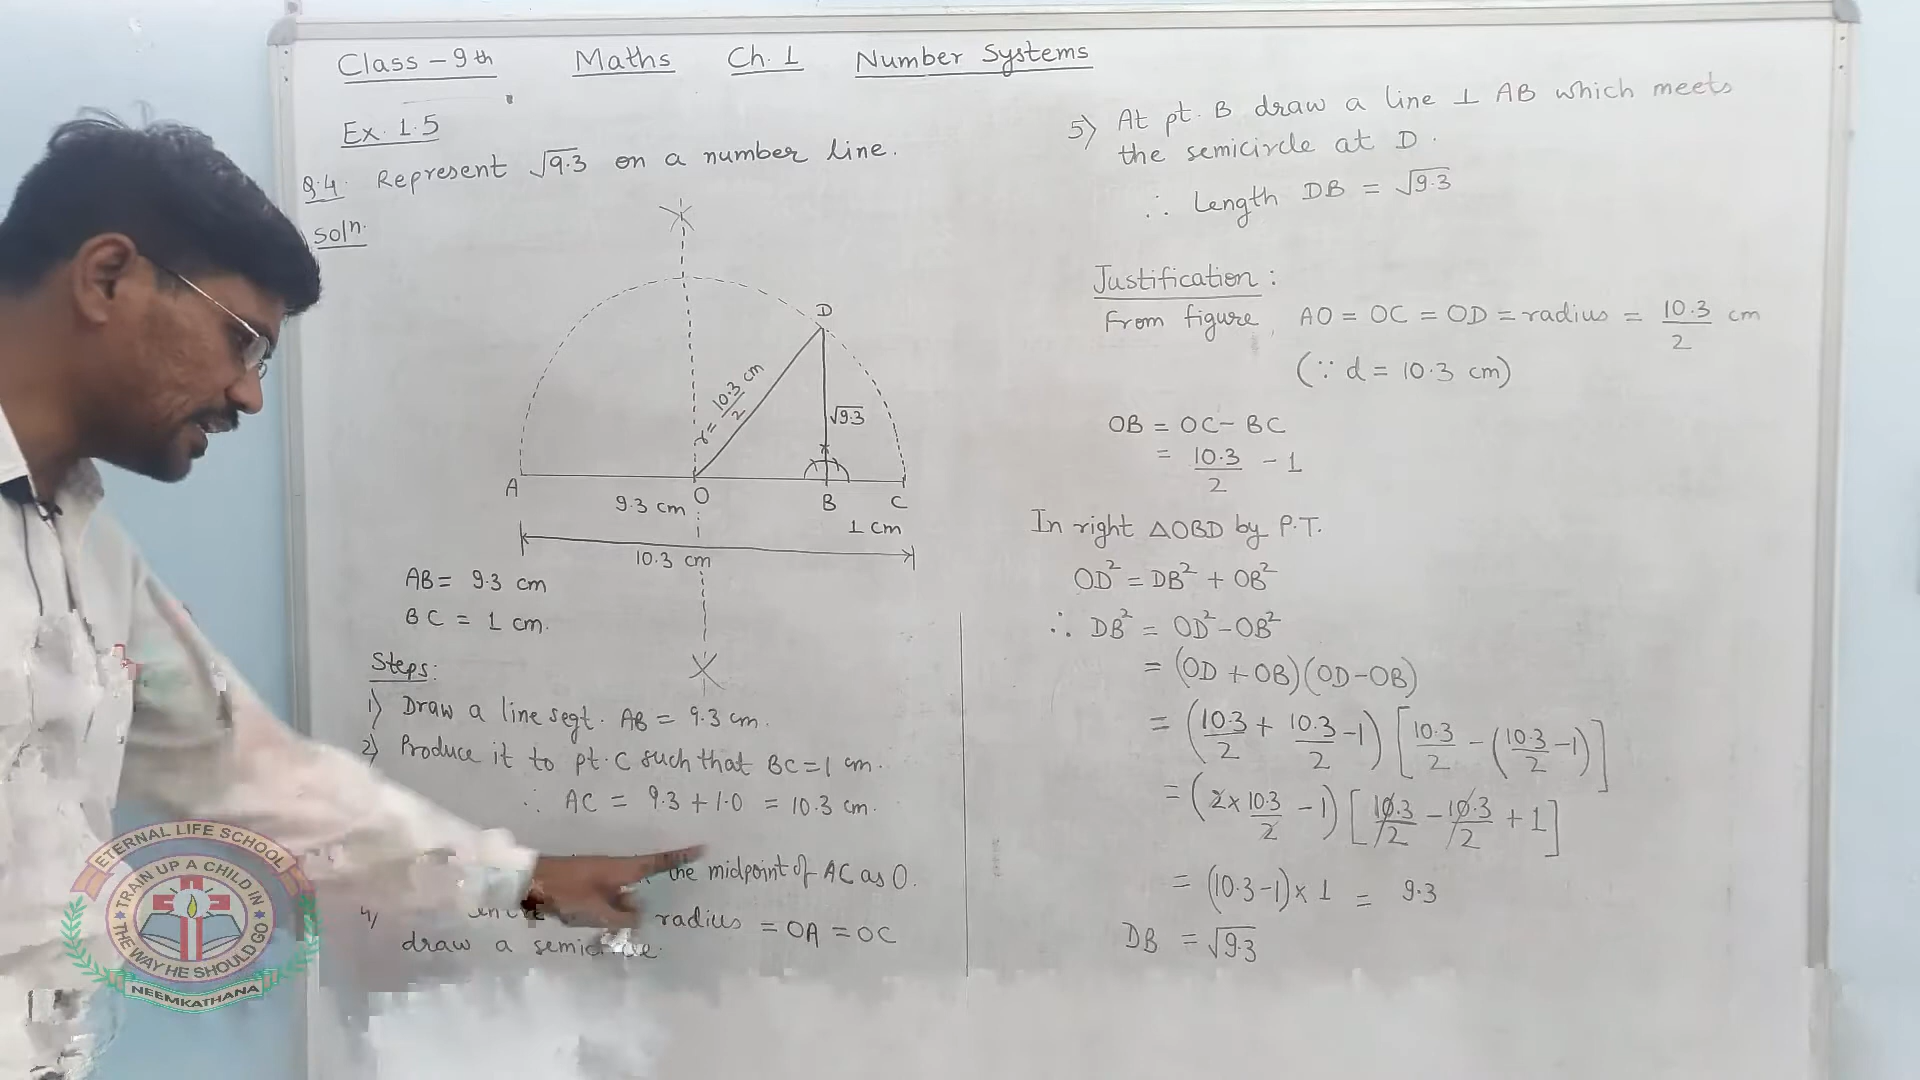 Class - 9th Maths Ch. 1 Number Systems
Ex. 1.5
Q.4. Represent √9.3 on a number line.
Soln.
D
r = 10.3/2 cm
√9.3
A
O
B
C
9.3 cm
1 cm
10.3 cm
AB = 9.3 cm
BC = 1 cm.
Steps:
1) Draw a line segt. AB = 9.3 cm.
2) Produce it to pt. C such that BC = 1 cm.
∴ AC = 9.3 + 1.0 = 10.3 cm.
the midpoint of AC as O.
4) radius = OA = OC
draw a semicircle.
5) At pt. B draw a line ⊥ AB which meets
the semicircle at D.
∴ Length DB = √9.3
Justification :
From figure, AO = OC = OD = radius = 10.3/2 cm
(∵ d = 10.3 cm)
OB = OC - BC
= 10.3/2 - 1
In right △OBD by P.T.
OD² = DB² + OB²
∴ DB² = OD² - OB²
= (OD + OB)(OD - OB)
= (10.3/2 + 10.3/2 - 1) [10.3/2 - (10.3/2 - 1)]
= (2 × 10.3/2 - 1) [10.3/2 - 10.3/2 + 1]
= (10.3 - 1) × 1 = 9.3
DB = √9.3
ETERNAL LIFE SCHOOL
TRAIN UP A CHILD IN
THE WAY HE SHOULD GO
NEEMKATHANA